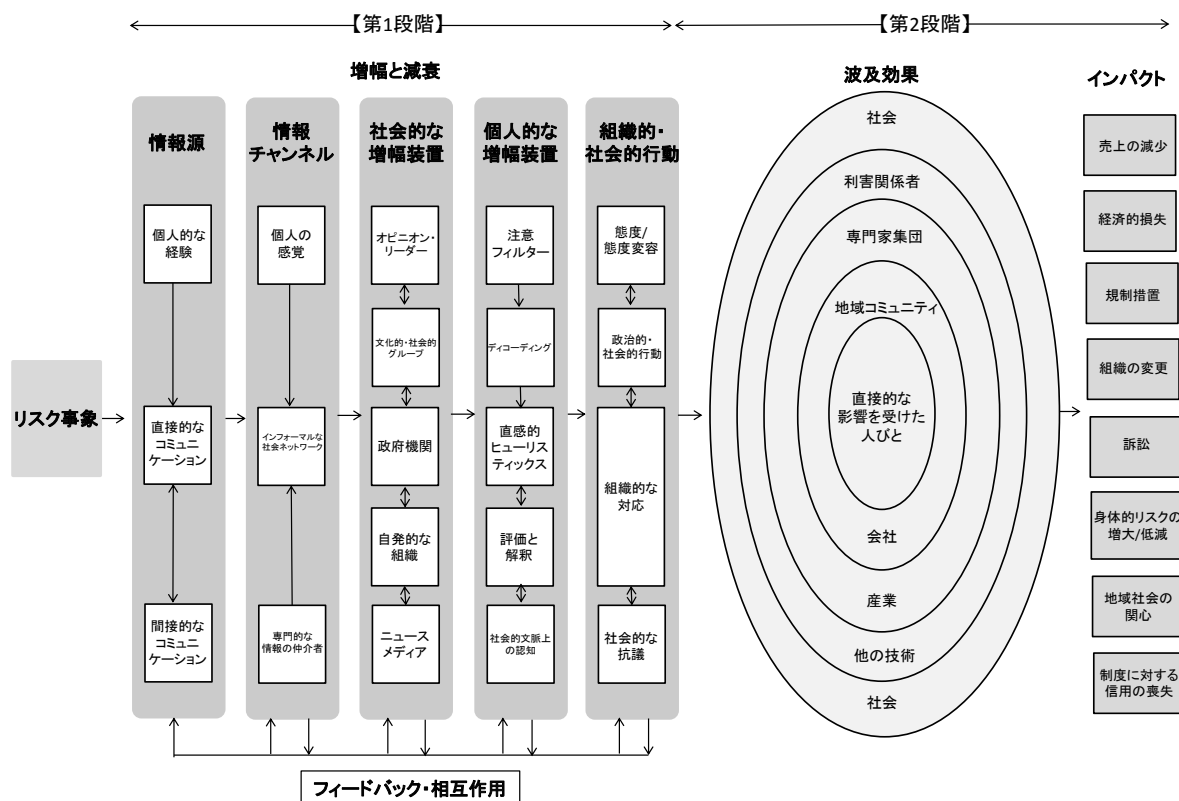 【第1段階】
【第2段階】
増幅と減衰
波及効果
インパクト
リスク事象
情報源
個人的な
経験
直接的な
コミュニ
ケーション
間接的な
コミュニ
ケーション
情報
チャンネル
個人の
感覚
インフォーマルな
社会ネットワーク
専門的な
情報の仲介者
社会的な
増幅装置
オピニオン・
リーダー
文化的・社会的
グループ
政府機関
自発的な
組織
ニュース
メディア
個人的な
増幅装置
注意
フィルター
ディコーディング
直感的
ヒューリス
ティックス
評価と
解釈
社会的文脈上
の認知
組織的・
社会的行動
態度/
態度変容
政治的・
社会的行動
組織的な
対応
社会的な
抗議
社会
利害関係者
専門家集団
地域コミュニティ
直接的な
影響を受けた
人びと
会社
産業
他の技術
社会
売上の減少
経済的損失
規制措置
組織の変更
訴訟
身体的リスクの
増大/低減
地域社会の
関心
制度に対する
信用の喪失
フィードバック・相互作用